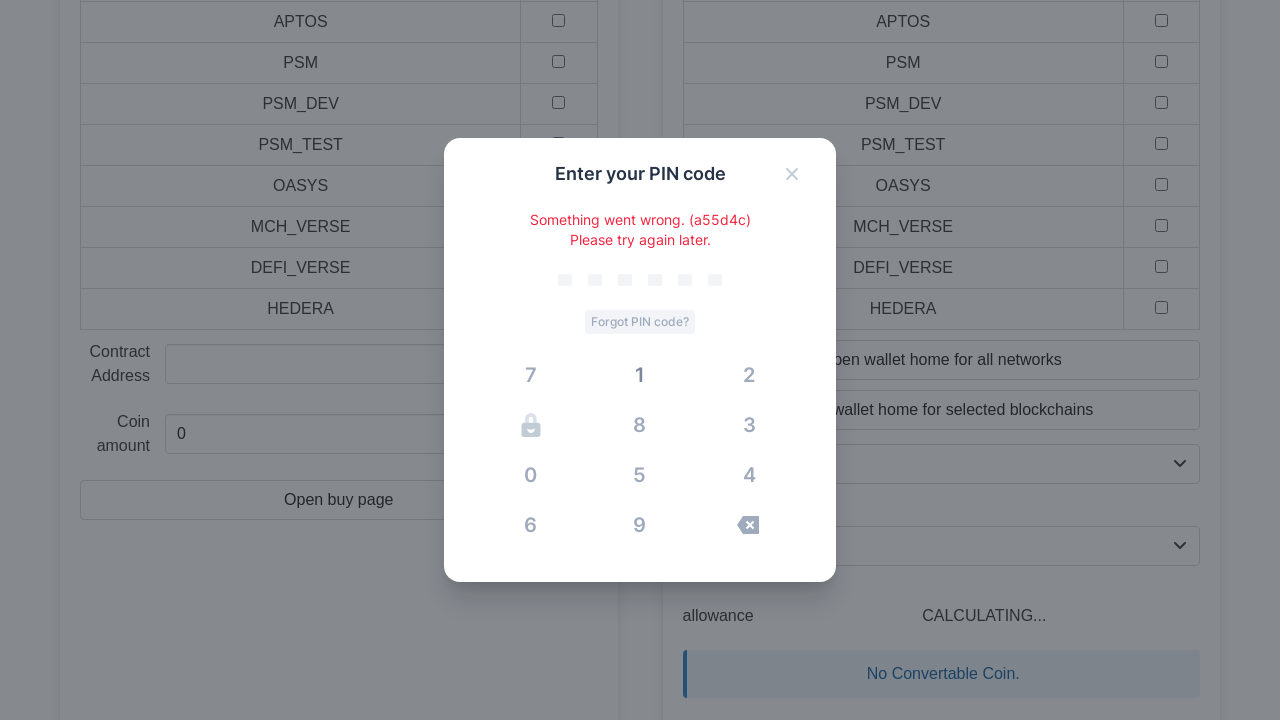 APTOS
PSM
PSM_DEV
PSM_TEST
OASYS
MCH_VERSE
DEFI_VERSE
HEDERA
Contract
Address
Coin
amount
0
Open buy page
Enter your PIN code
Something went wrong. (a55d4c)
Please try again later.
Forgot PIN code?
7 1 2
8 3
0 5 4
6 9
APTOS
PSM
PSM_DEV
PSM_TEST
OASYS
MCH_VERSE
DEFI_VERSE
HEDERA
pen wallet home for all networks
wallet home for selected blockchains
allowance CALCULATING...
No Convertable Coin.